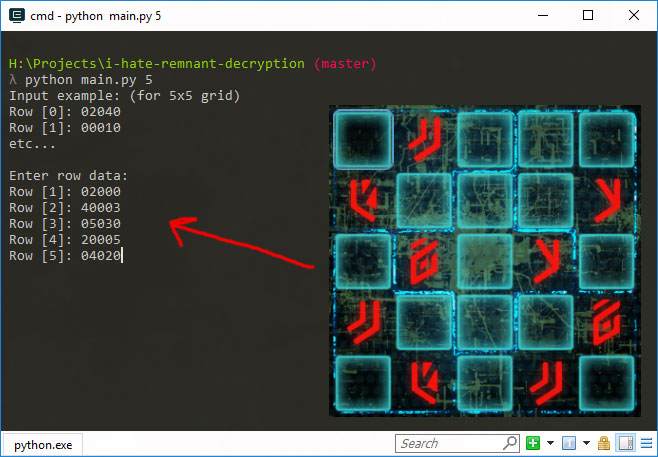 cmd - python  main.py 5
H:\Projects\i-hate-remnant-decryption (master)
λ python main.py 5
Input example: (for 5x5 grid)
Row [0]: 02040
Row [1]: 00010
etc...
Enter row data:
Row [1]: 02000
Row [2]: 40003
Row [3]: 05030
Row [4]: 20005
Row [5]: 04020
python.exe
Search